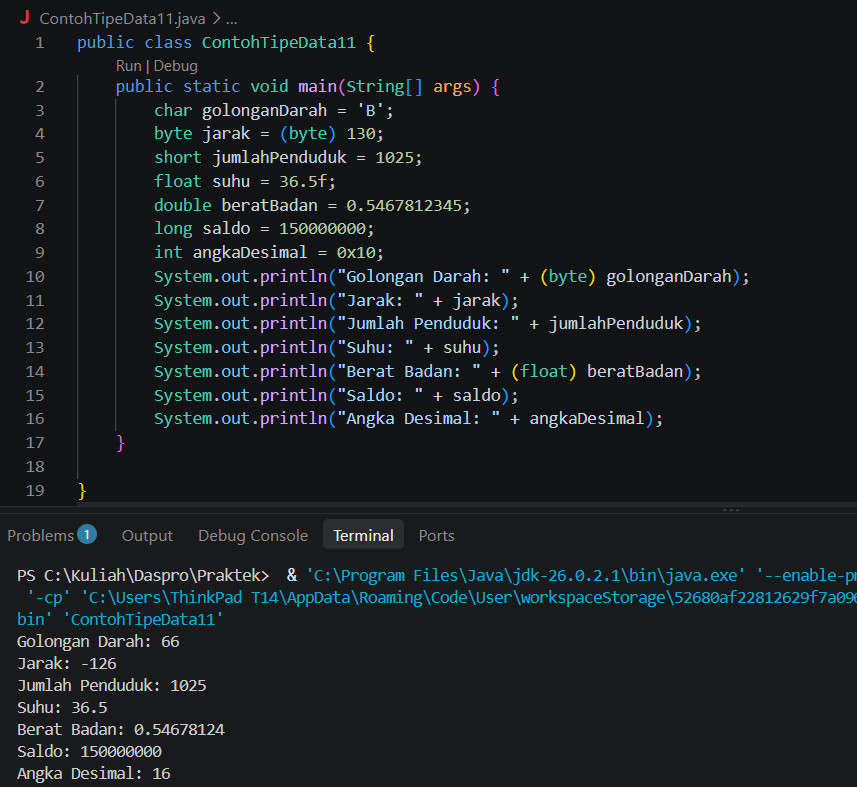 J ContohTipeData11.java > ...
1 public class ContohTipeData11 {
Run | Debug
2 public static void main(String[] args) {
3 char golonganDarah = 'B';
4 byte jarak = (byte) 130;
5 short jumlahPenduduk = 1025;
6 float suhu = 36.5f;
7 double beratBadan = 0.5467812345;
8 long saldo = 150000000;
9 int angkaDesimal = 0x10;
10 System.out.println("Golongan Darah: " + (byte) golonganDarah);
11 System.out.println("Jarak: " + jarak);
12 System.out.println("Jumlah Penduduk: " + jumlahPenduduk);
13 System.out.println("Suhu: " + suhu);
14 System.out.println("Berat Badan: " + (float) beratBadan);
15 System.out.println("Saldo: " + saldo);
16 System.out.println("Angka Desimal: " + angkaDesimal);
17 }
18
19 }
Problems 1 Output Debug Console Terminal Ports
PS C:\Kuliah\Daspro\Praktek> & 'C:\Program Files\Java\jdk-26.0.2.1\bin\java.exe' '--enable-pr
'-cp' 'C:\Users\ThinkPad T14\AppData\Roaming\Code\User\workspaceStorage\52680af22812629f7a096
bin' 'ContohTipeData11'
Golongan Darah: 66
Jarak: -126
Jumlah Penduduk: 1025
Suhu: 36.5
Berat Badan: 0.54678124
Saldo: 150000000
Angka Desimal: 16